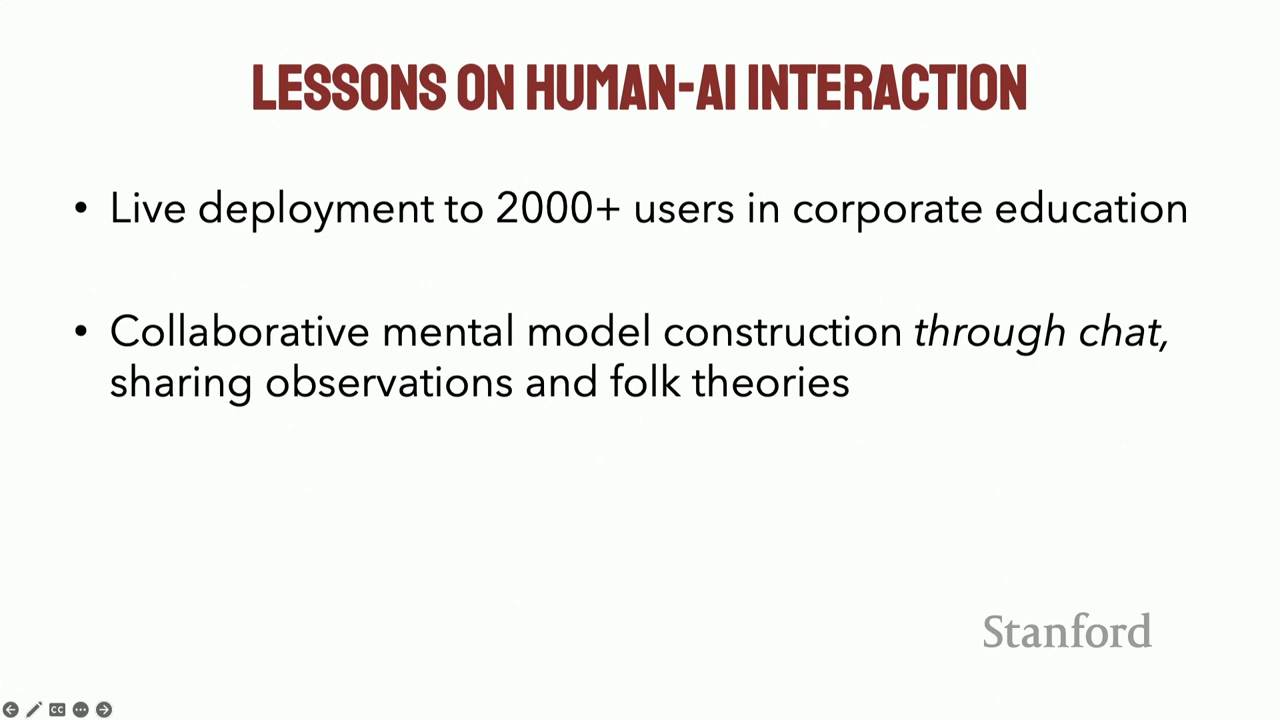 LESSONS ON HUMAN-AI INTERACTION
• Live deployment to 2000+ users in corporate education
• Collaborative mental model construction through chat,
sharing observations and folk theories
Stanford
CC